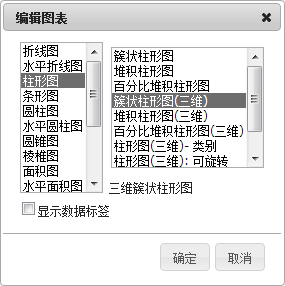 编辑图表
折线图
水平折线图
柱形图
条形图
圆柱图
水平圆柱图
圆锥图
棱椎图
面积图
水平面积图
簇状柱形图
堆积柱形图
百分比堆积柱形图
簇状柱形图(三维)
堆积柱形图(三维)
百分比堆积柱形图(三维)
柱形图(三维)- 类别
柱形图(三维): 可旋转
三维簇状柱形图
显示数据标签
确定
取消